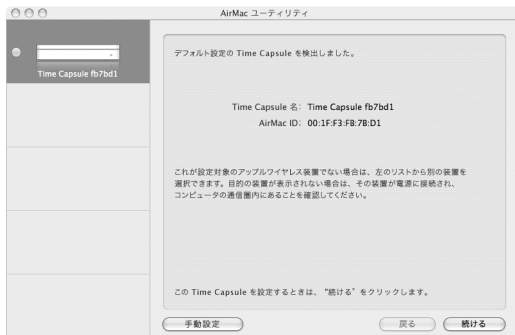 AirMac ユーティリティ
Time Capsule fb7bd1
デフォルト設定の Time Capsule を検出しました。
Time Capsule 名： Time Capsule fb7bd1
AirMac ID： 00:1F:F3:FB:7B:D1
これが設定対象のアップルワイヤレス装置でない場合は、左のリストから別の装置を
選択できます。目的の装置が表示されない場合は、その装置が電源に接続され、
コンピュータの通信圏内にあることを確認してください。
この Time Capsule を設定するときは、“続ける”をクリックします。
手動設定
戻る
続ける